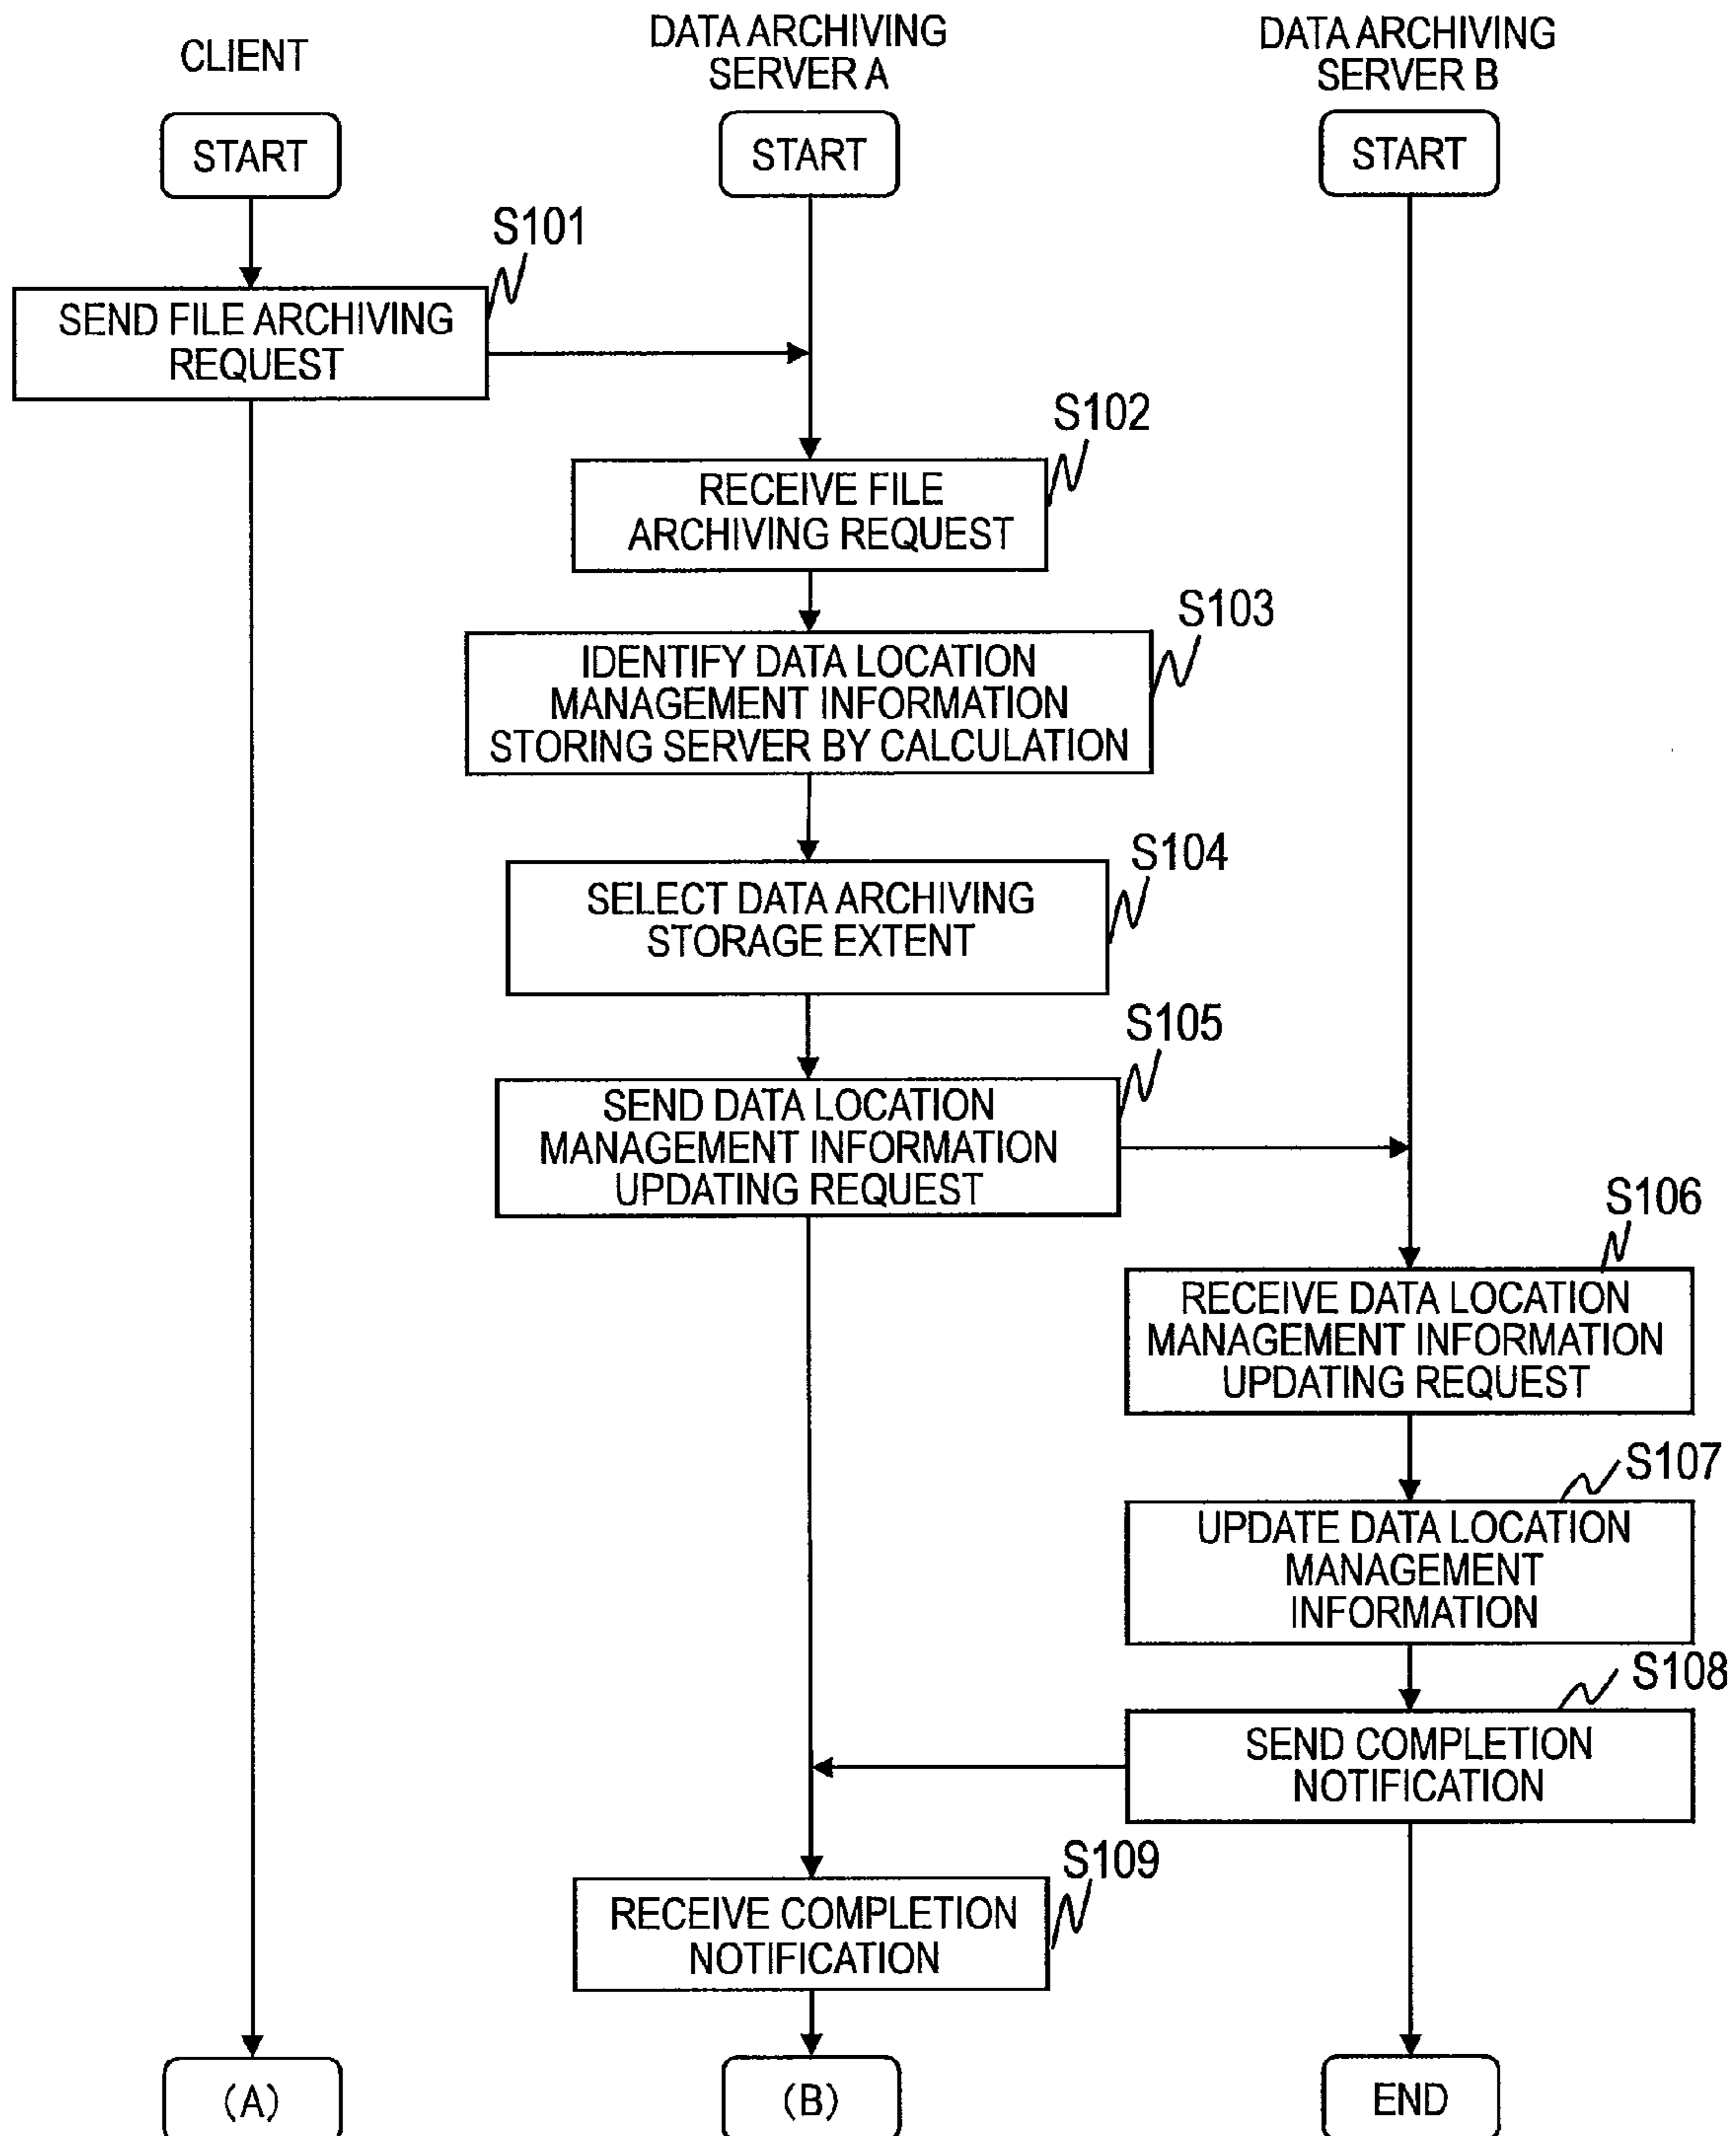 CLIENT
DATA ARCHIVING
SERVER A
DATA ARCHIVING
SERVER B
START
START
START
S101
SEND FILE ARCHIVING
REQUEST
S102
RECEIVE FILE
ARCHIVING REQUEST
S103
IDENTIFY DATA LOCATION
MANAGEMENT INFORMATION
STORING SERVER BY CALCULATION
S104
SELECT DATA ARCHIVING
STORAGE EXTENT
S105
SEND DATA LOCATION
MANAGEMENT INFORMATION
UPDATING REQUEST
S106
RECEIVE DATA LOCATION
MANAGEMENT INFORMATION
UPDATING REQUEST
S107
UPDATE DATA LOCATION
MANAGEMENT
INFORMATION
S108
SEND COMPLETION
NOTIFICATION
S109
RECEIVE COMPLETION
NOTIFICATION
(A)
(B)
END